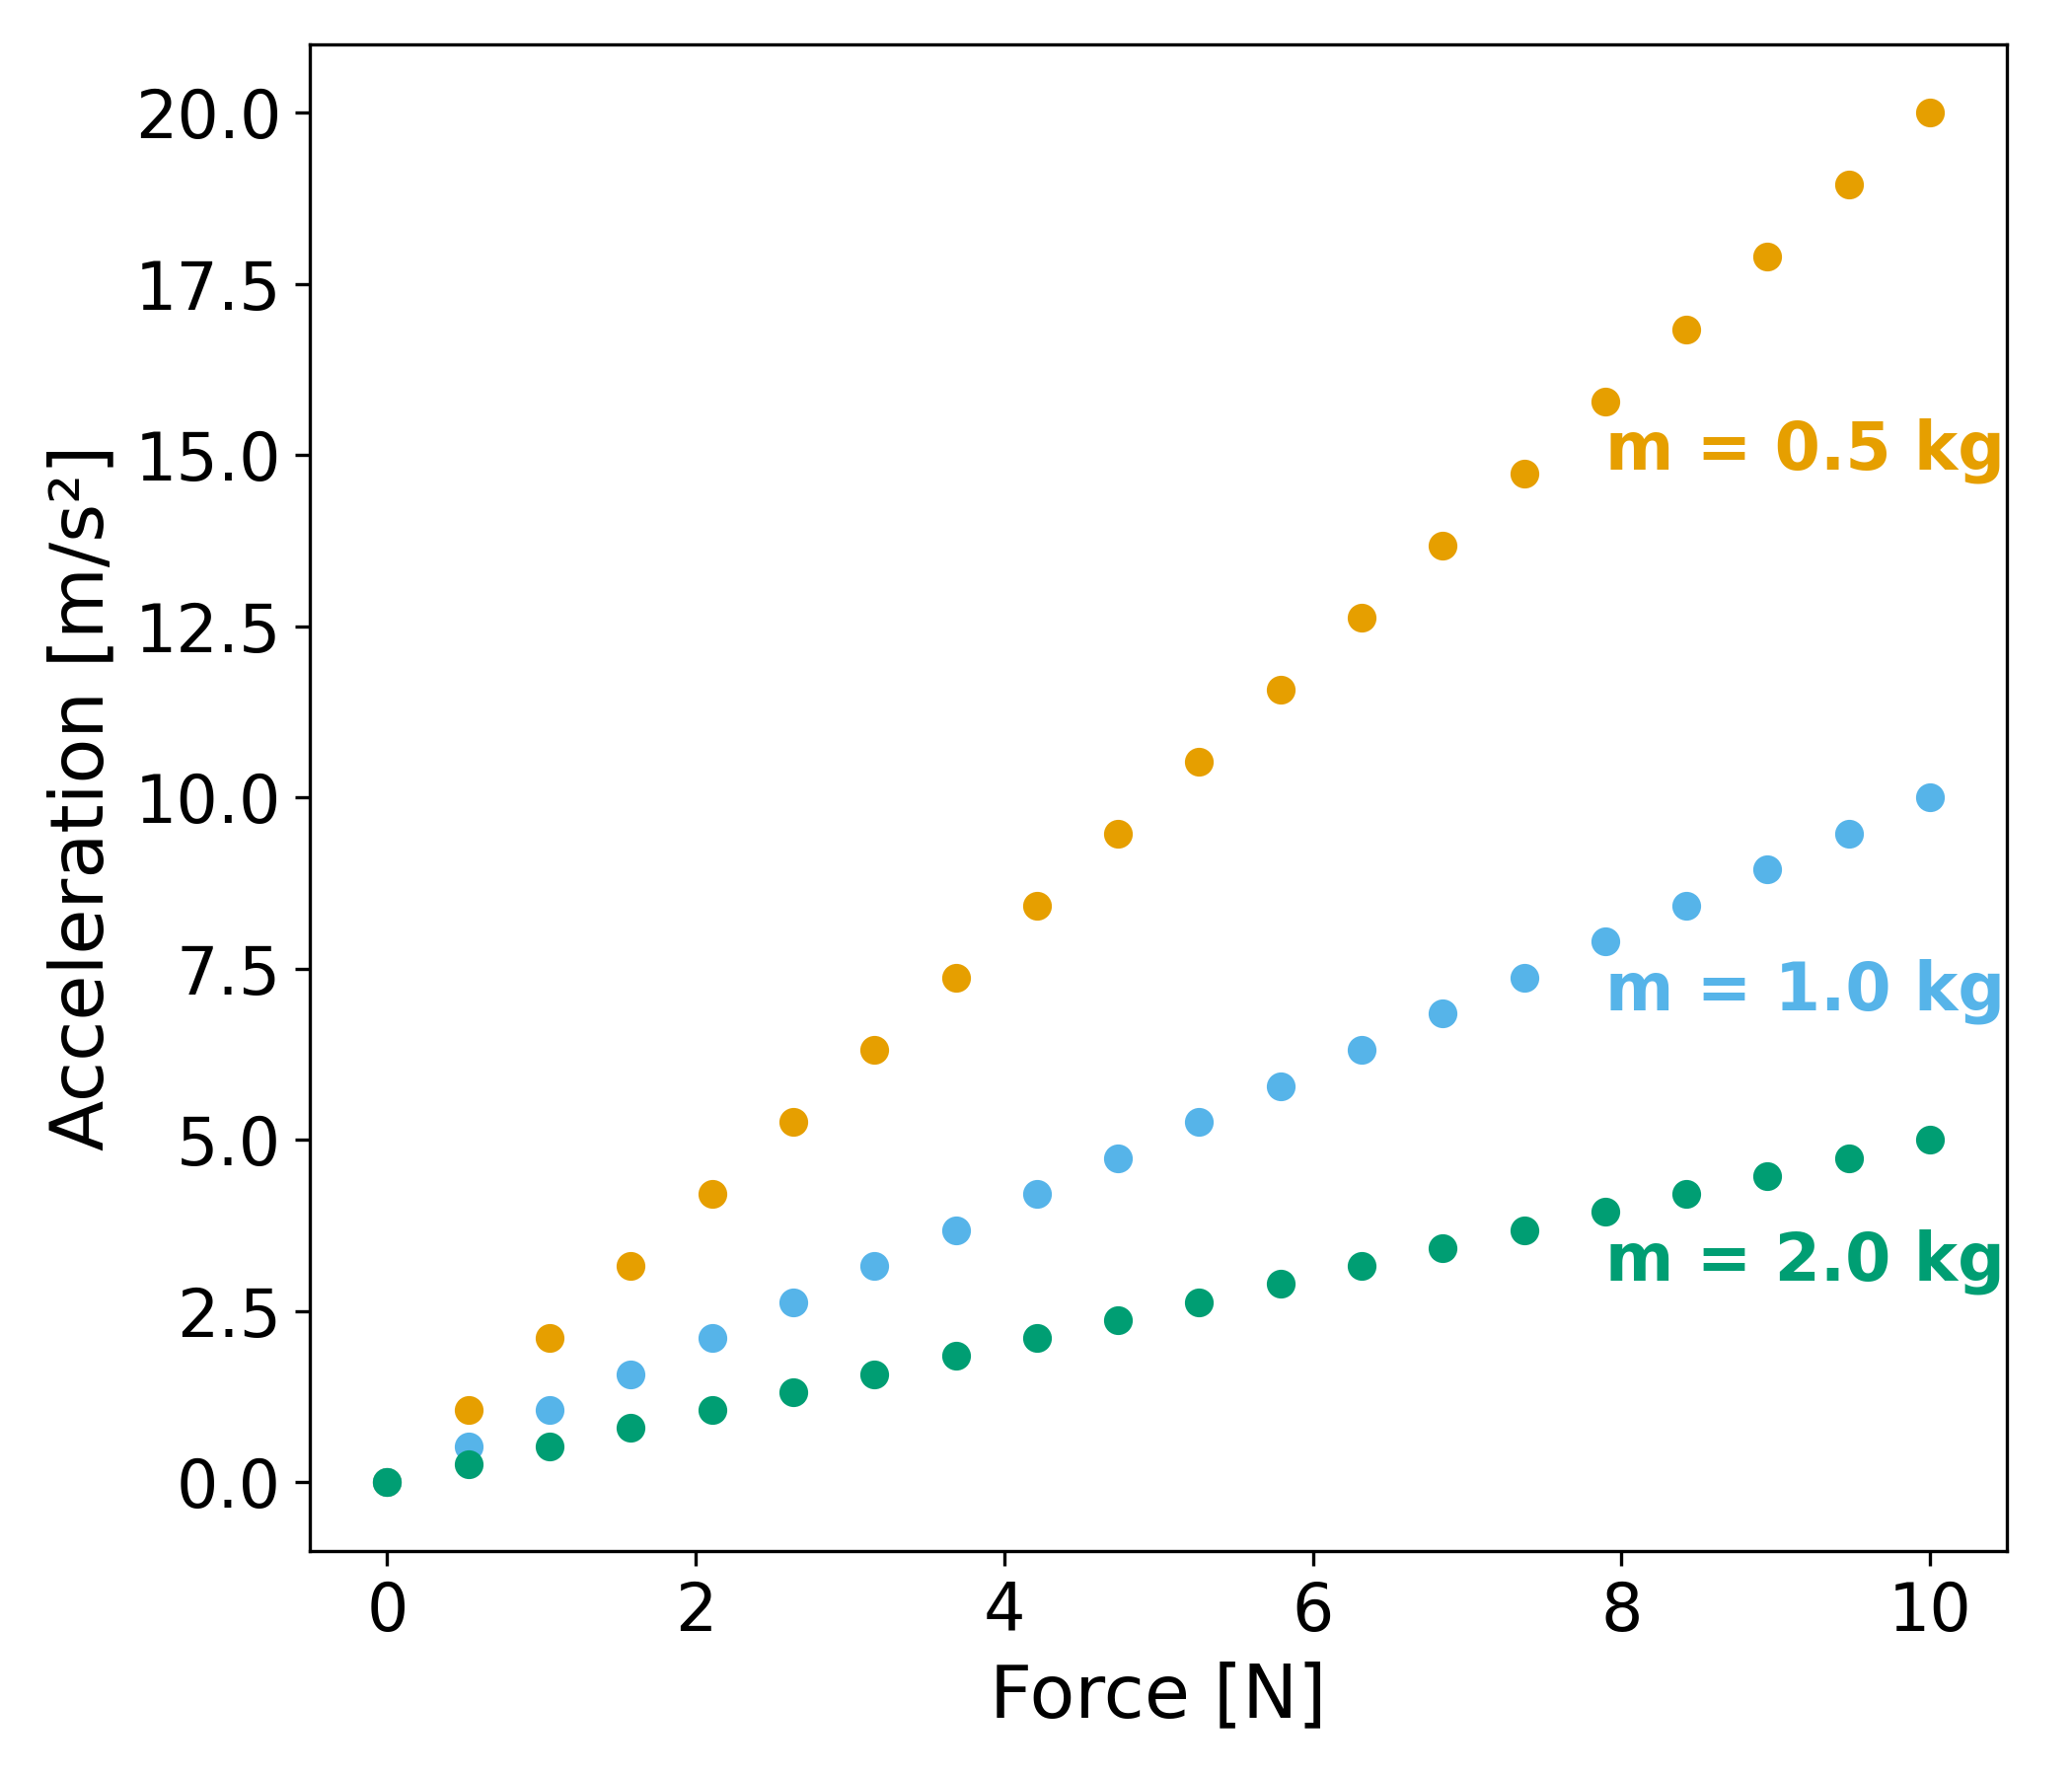 20.0
17.5
15.0
12.5
10.0
7.5
5.0
2.5
0.0
Acceleration [m/s²]
m = 0.5 kg
m = 1.0 kg
m = 2.0 kg
0 2 4 6 8 10
Force [N]